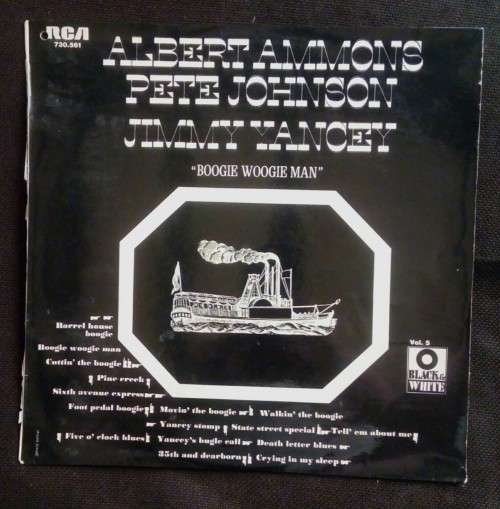 RCA
730.561
ALBERT AMMONS
PETE JOHNSON
JIMMY YANCEY
"BOOGIE WOOGIE MAN"
Barrel house
boogie
Boogie woogie man
Cuttin' the boogie
Pine creek
Sixth avenue express
Foot pedal boogie Movin' the boogie Walkin' the boogie
Yancey stomp State street special Tell' em about me
Five o' clock blues Yancey's bugle call Death letter blues
35th and dearborn Crying in my sleep
Vol. 5
BLACK &
WHITE